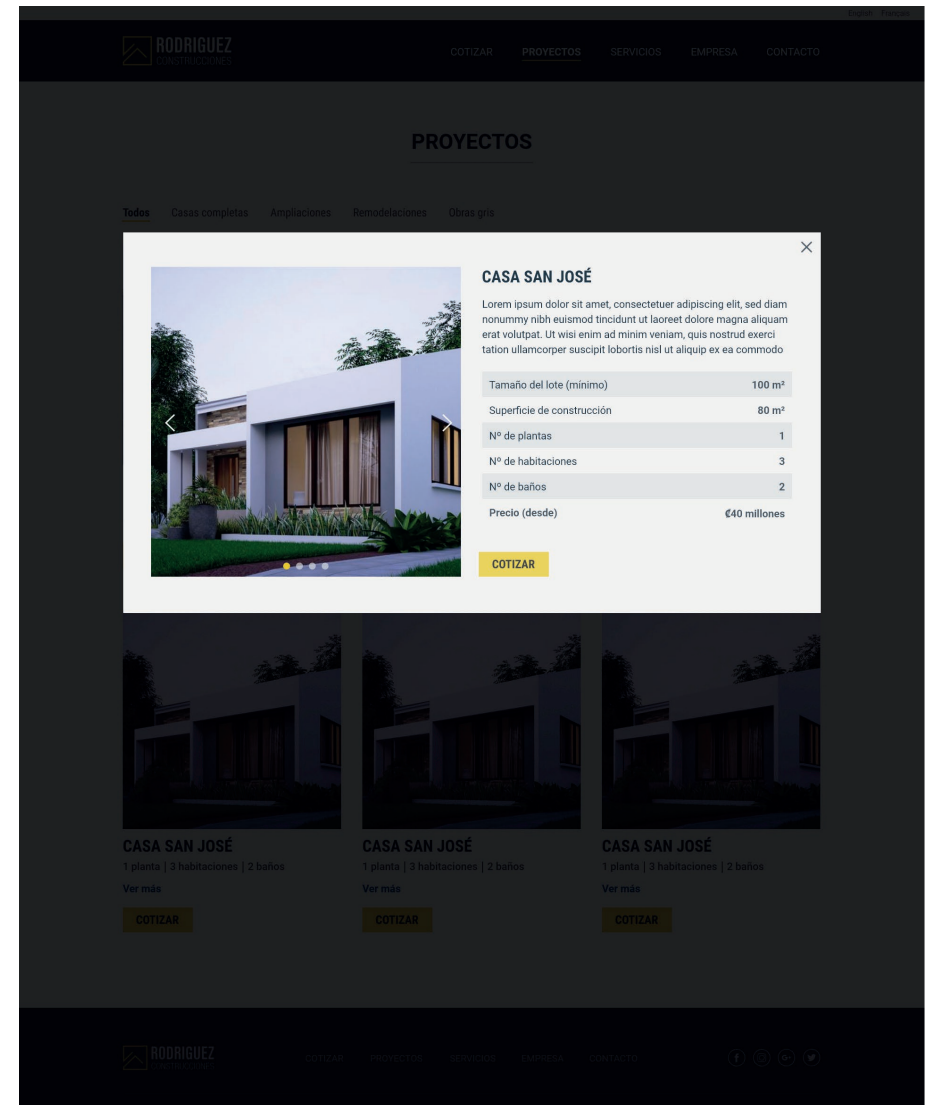 English Français
RODRIGUEZ
CONSTRUCCIONES
COTIZAR PROYECTOS SERVICIOS EMPRESA CONTACTO
PROYECTOS
Todos Casas completas Ampliaciones Remodelaciones Obras gris
CASA SAN JOSÉ
Lorem ipsum dolor sit amet, consectetuer adipiscing elit, sed diam
nonummy nibh euismod tincidunt ut laoreet dolore magna aliquam
erat volutpat. Ut wisi enim ad minim veniam, quis nostrud exerci
tation ullamcorper suscipit lobortis nisl ut aliquip ex ea commodo
Tamaño del lote (mínimo) 100 m²
Superficie de construcción 80 m²
Nº de plantas 1
Nº de habitaciones 3
Nº de baños 2
Precio (desde) ₡40 millones
COTIZAR
CASA SAN JOSÉ CASA SAN JOSÉ CASA SAN JOSÉ
1 planta | 3 habitaciones | 2 baños 1 planta | 3 habitaciones | 2 baños 1 planta | 3 habitaciones | 2 baños
Ver más Ver más Ver más
COTIZAR COTIZAR COTIZAR
RODRIGUEZ
CONSTRUCCIONES
COTIZAR PROYECTOS SERVICIOS EMPRESA CONTACTO